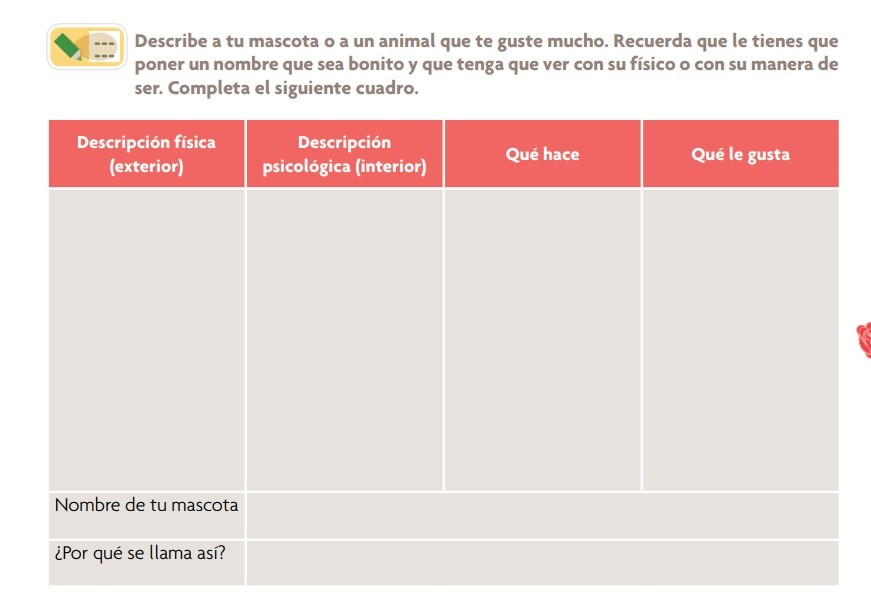 Describe a tu mascota o a un animal que te guste mucho. Recuerda que le tienes que
poner un nombre que sea bonito y que tenga que ver con su físico o con su manera de
ser. Completa el siguiente cuadro.
Descripción física
(exterior)
Descripción
psicológica (interior)
Qué hace
Qué le gusta
Nombre de tu mascota
¿Por qué se llama así?